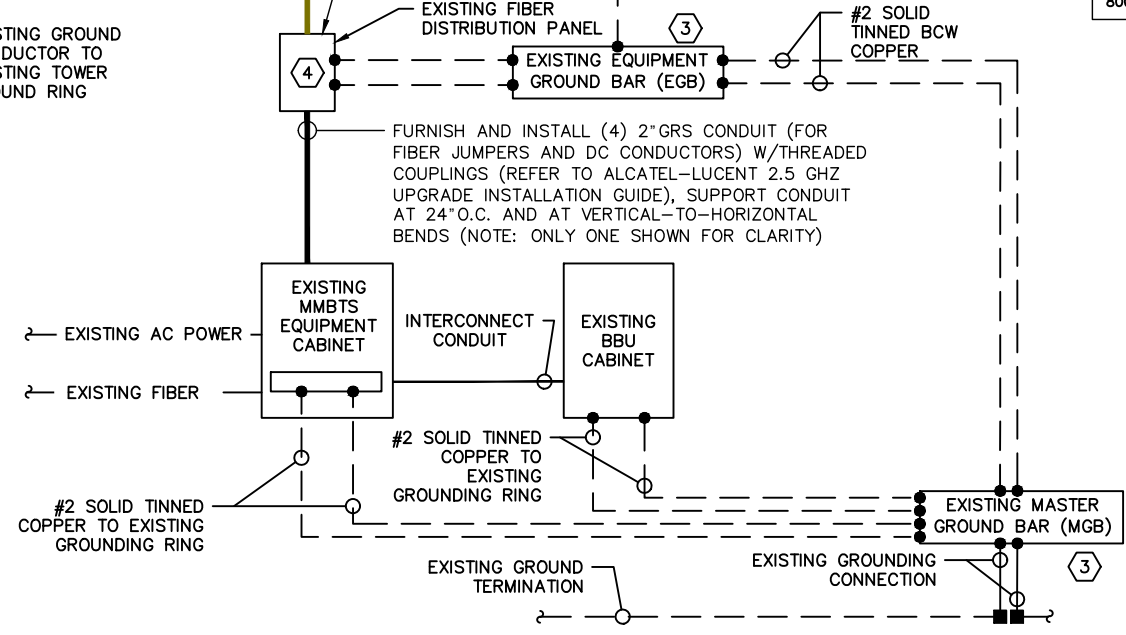 EXISTING FIBER
DISTRIBUTION PANEL
3
#2 SOLID
TINNED BCW
COPPER
GROUND
TO
TOWER
RING
4
EXISTING EQUIPMENT
GROUND BAR (EGB)
FURNISH AND INSTALL (4) 2" GRS CONDUIT (FOR
FIBER JUMPERS AND DC CONDUCTORS) W/THREADED
COUPLINGS (REFER TO ALCATEL-LUCENT 2.5 GHZ
UPGRADE INSTALLATION GUIDE), SUPPORT CONDUIT
AT 24" O.C. AND AT VERTICAL-TO-HORIZONTAL
BENDS (NOTE: ONLY ONE SHOWN FOR CLARITY)
EXISTING
MMBTS
EQUIPMENT
CABINET
EXISTING AC POWER
EXISTING FIBER
INTERCONNECT
CONDUIT
EXISTING
BBU
CABINET
#2 SOLID TINNED
COPPER TO
EXISTING
GROUNDING RING
#2 SOLID TINNED
COPPER TO EXISTING
GROUNDING RING
EXISTING MASTER
GROUND BAR (MGB)
3
EXISTING GROUNDING
CONNECTION
EXISTING GROUND
TERMINATION